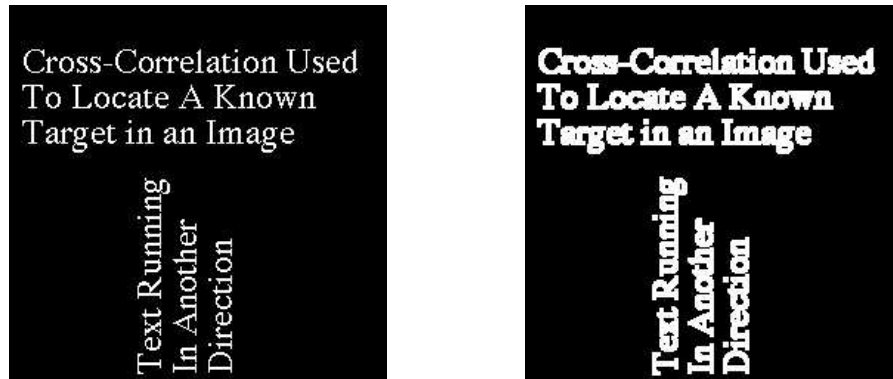 Cross-Correlation Used
To Locate A Known
Target in an Image
Text Running
In Another
Direction
Cross-Correlation Used
To Locate A Known
Target in an Image
Text Running
In Another
Direction